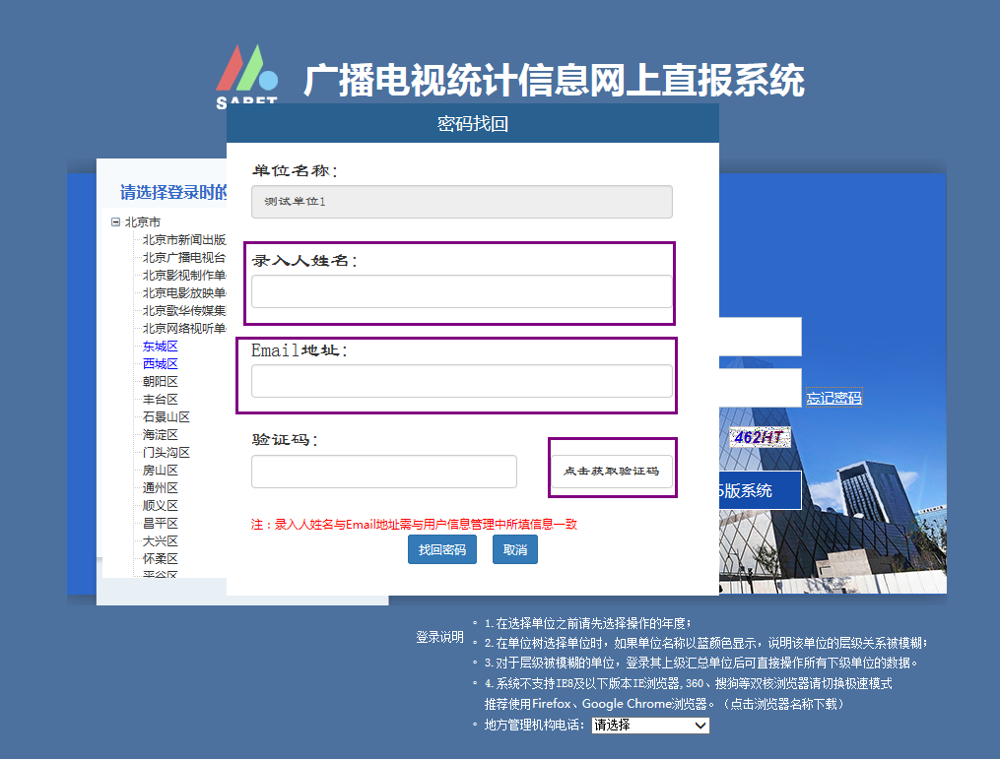 广播电视统计信息网上直报系统
密码找回
单位名称：
测试单位1
录入人姓名：
Email地址：
验证码：
点击获取验证码
注：录入人姓名与Email地址需与用户信息管理中所填信息一致
找回密码 取消
请选择登录时的
北京市
北京市新闻出版
北京广播电视台
北京影视制作单
北京电影放映单
北京歌华传媒集
北京网络视听单
东城区
西城区
朝阳区
丰台区
石景山区
海淀区
门头沟区
房山区
通州区
顺义区
昌平区
大兴区
怀柔区
平谷区
忘记密码
462HT
5版系统
登录说明
1.在选择单位之前请先选择操作的年度；
2.在单位树选择单位时，如果单位名称以蓝颜色显示，说明该单位的层级关系被模糊；
3.对于层级被模糊的单位，登录其上级汇总单位后可直接操作所有下级单位的数据。
4.系统不支持IE8及以下版本IE浏览器,360、搜狗等双核浏览器请切换极速模式
推荐使用Firefox、Google Chrome浏览器。（点击浏览器名称下载）
地方管理机构电话： 请选择